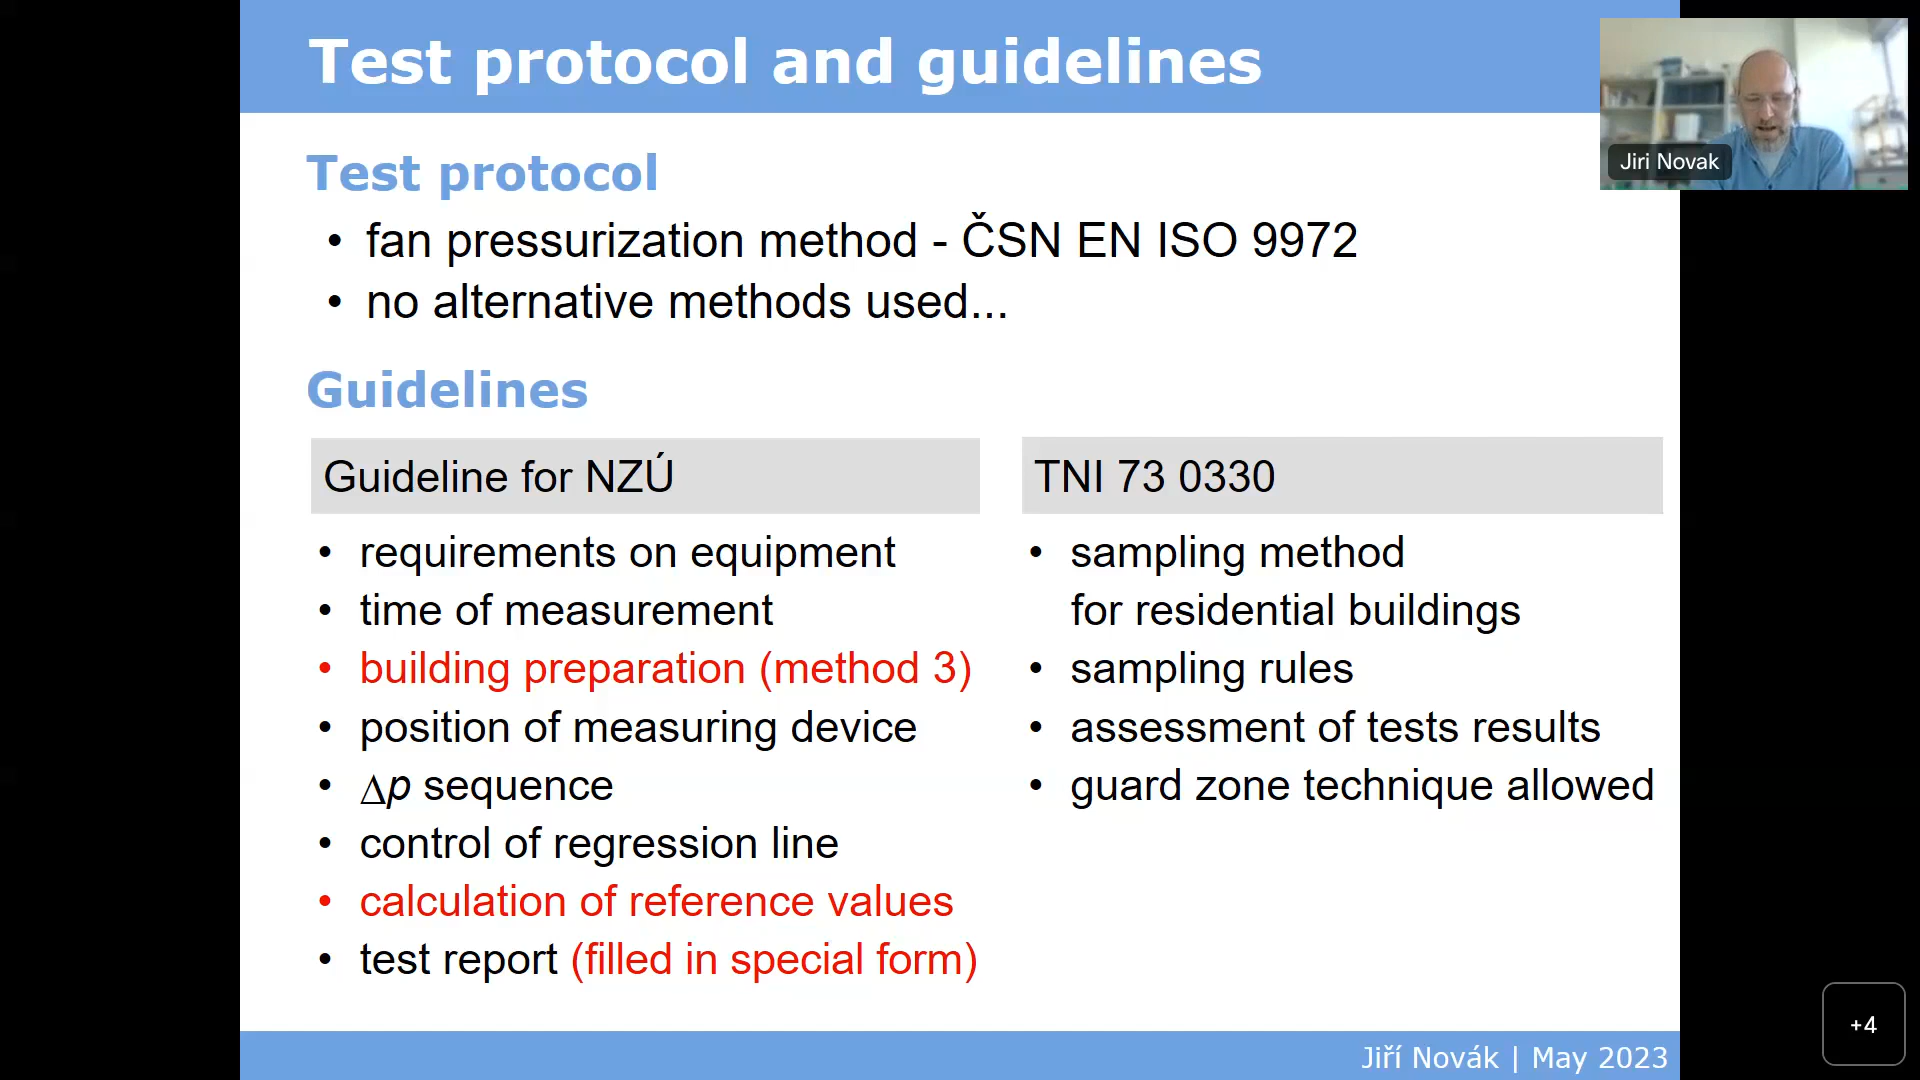 Test protocol and guidelines
Jiri Novak
Test protocol
• fan pressurization method - ČSN EN ISO 9972
• no alternative methods used...
Guidelines
Guideline for NZÚ
• requirements on equipment
• time of measurement
• building preparation (method 3)
• position of measuring device
• Δp sequence
• control of regression line
• calculation of reference values
• test report (filled in special form)
TNI 73 0330
• sampling method
for residential buildings
• sampling rules
• assessment of tests results
• guard zone technique allowed
+4
Jiří Novák | May 2023